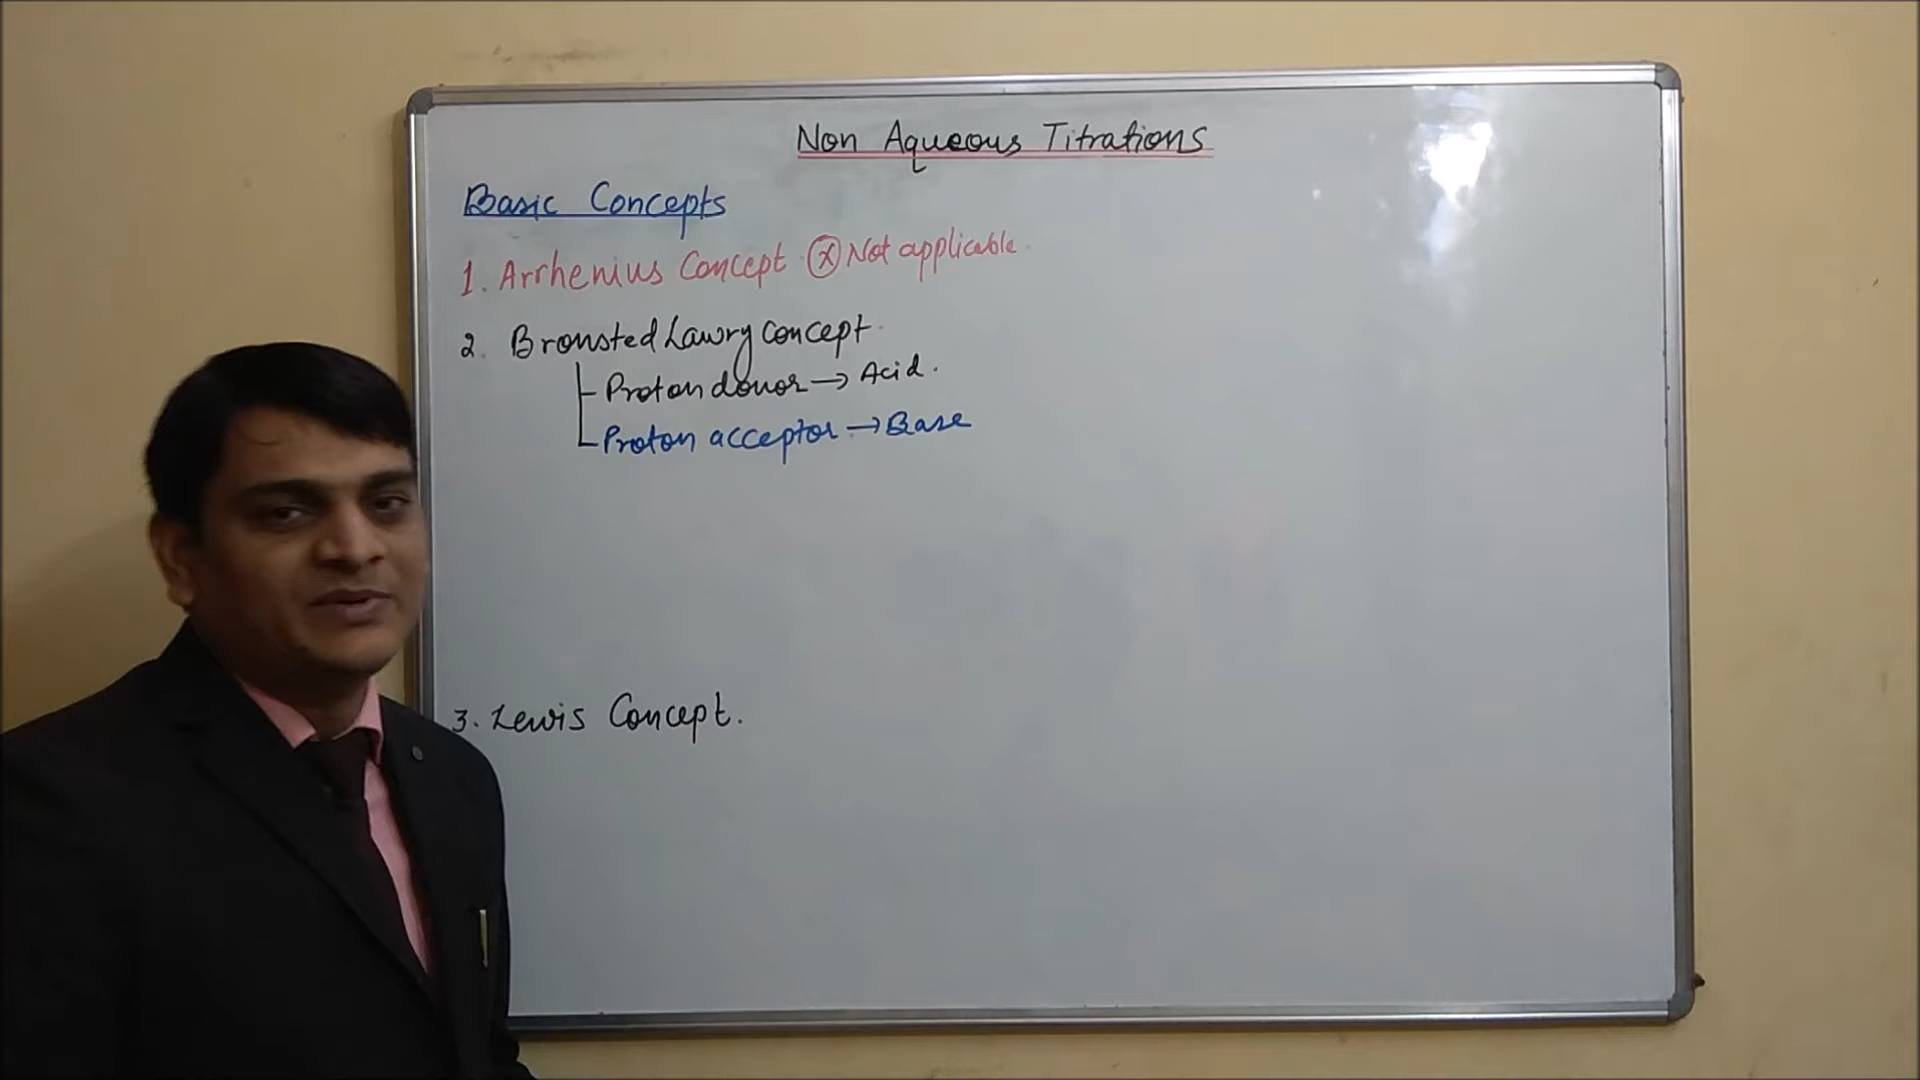 Non Aqueous Titrations
Basic Concepts
1. Arrhenius Concept ⓧ Not applicable.
2. Bronsted Lawry Concept.
Proton donor → Acid.
Proton acceptor → Base
3. Lewis Concept.